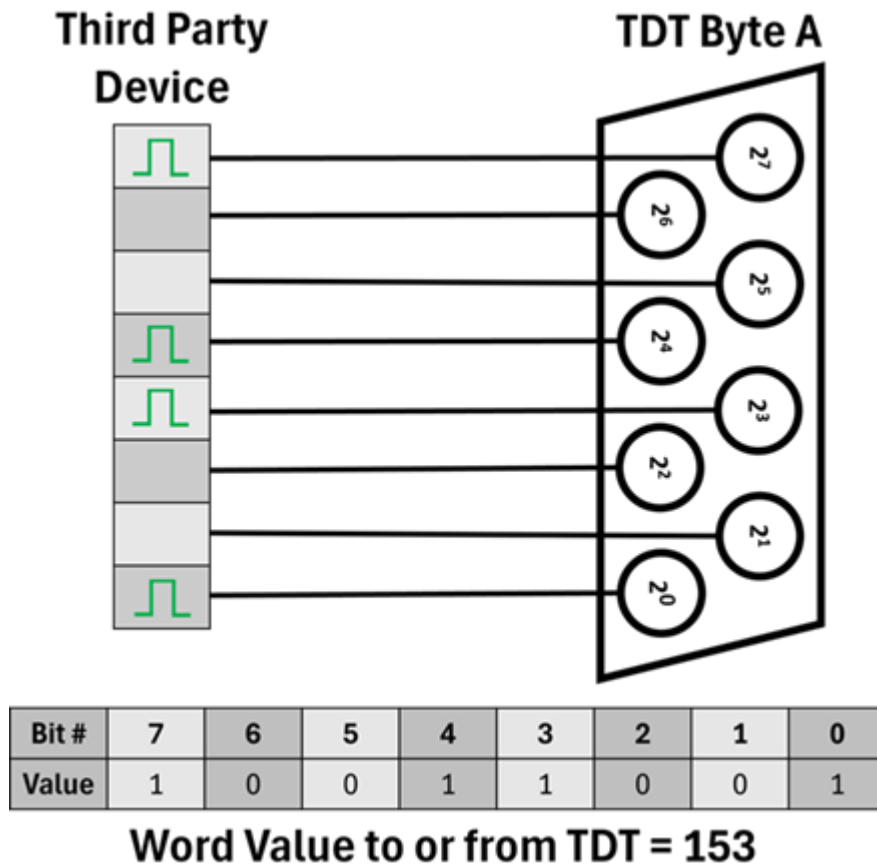 Third Party
Device
TDT Byte A
2⁷
2⁶
2⁵
2⁴
2³
2²
2¹
2⁰
Bit # 7 6 5 4 3 2 1 0
Value 1 0 0 1 1 0 0 1
Word Value to or from TDT = 153